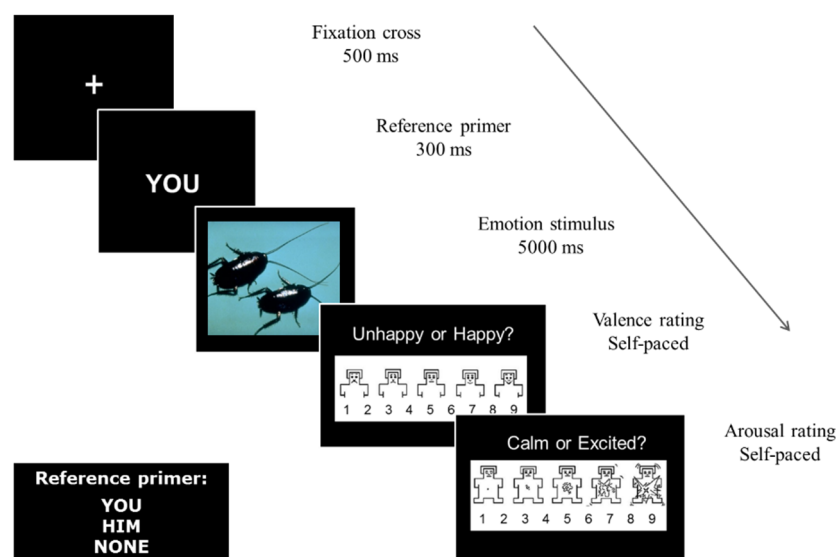 +
Fixation cross
500 ms
YOU
Reference primer
300 ms
Emotion stimulus
5000 ms
Unhappy or Happy?
1 2 3 4 5 6 7 8 9
Valence rating
Self-paced
Calm or Excited?
1 2 3 4 5 6 7 8 9
Arousal rating
Self-paced
Reference primer:
YOU
HIM
NONE